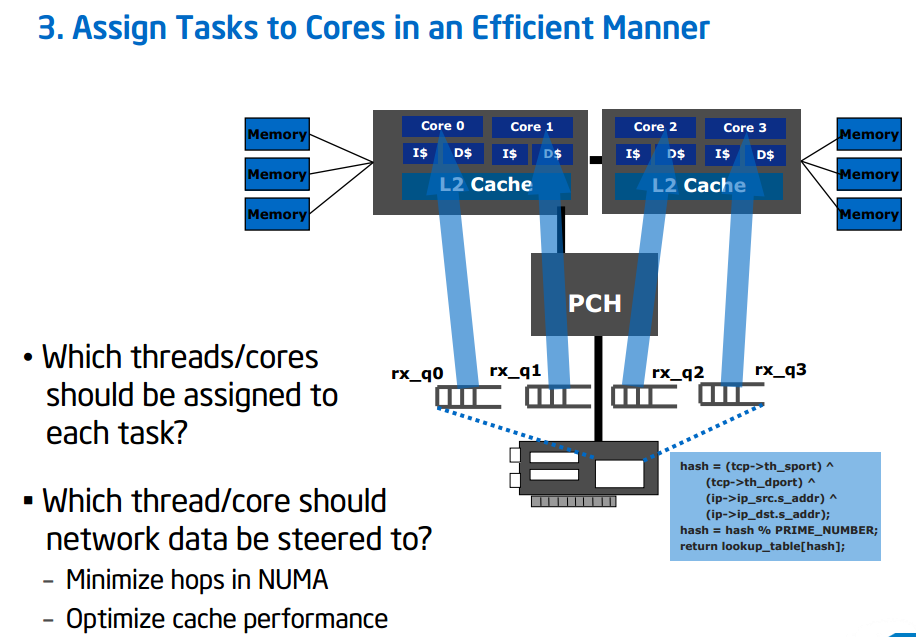 3. Assign Tasks to Cores in an Efficient Manner
Memory
Memory
Memory
Core 0
Core 1
I$
D$
I$
D$
L2 Cache
Core 2
Core 3
I$
D$
I$
D$
L2 Cache
Memory
Memory
Memory
PCH
rx_q0
rx_q1
rx_q2
rx_q3
• Which threads/cores
should be assigned to
each task?
▪ Which thread/core should
network data be steered to?
– Minimize hops in NUMA
– Optimize cache performance
hash = (tcp->th_sport) ^
(tcp->th_dport) ^
(ip->ip_src.s_addr) ^
(ip->ip_dst.s_addr);
hash = hash % PRIME_NUMBER;
return lookup_table[hash];